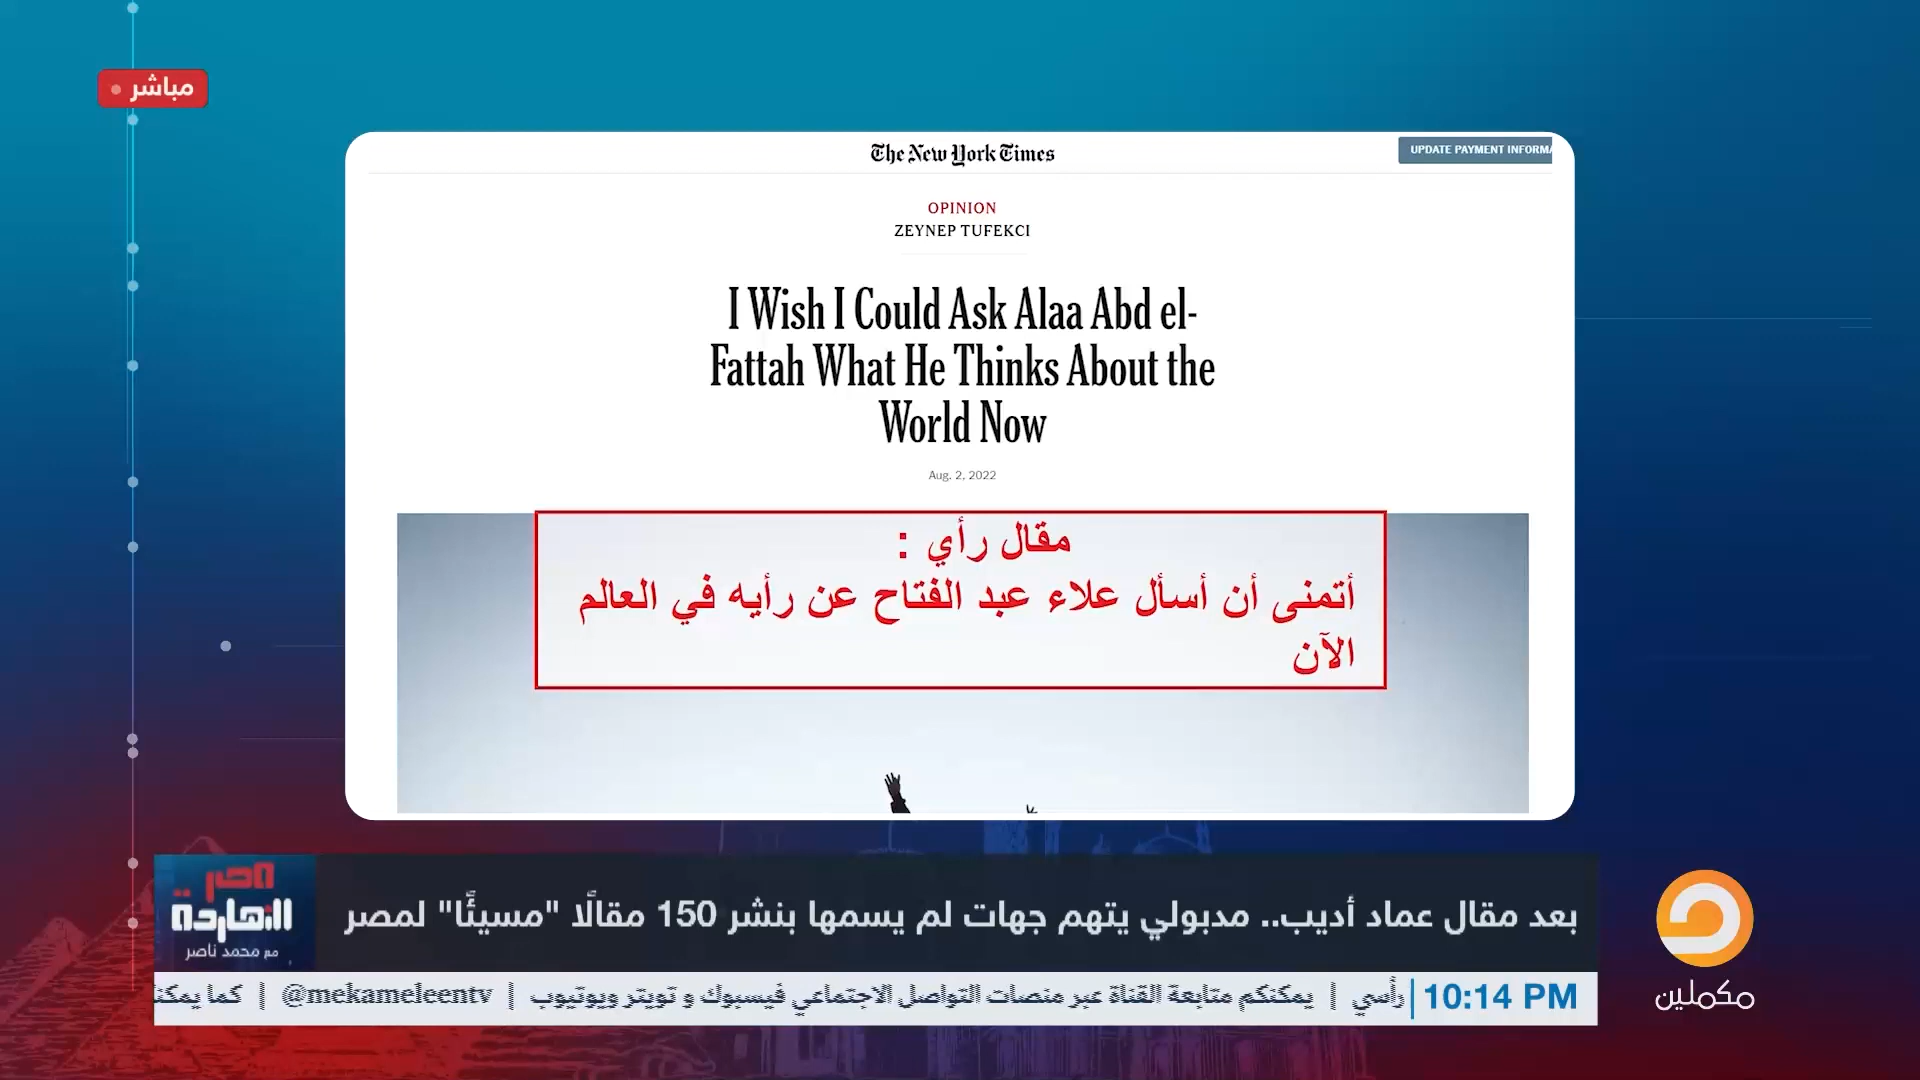 مباشر
The New York Times
UPDATE PAYMENT INFORMA
OPINION
ZEYNEP TUFEKCI
I Wish I Could Ask Alaa Abd el-
Fattah What He Thinks About the
World Now
Aug. 2, 2022
مقال رأي :
أتمنى أن أسأل علاء عبد الفتاح عن رأيه في العالم
الآن
مصر
النهاردة
مع محمد ناصر
بعد مقال عماد أديب.. مدبولي يتهم جهات لم يسمها بنشر 150 مقالًا "مسيئًا" لمصر
10:14 PM
رأسي | يمكنكم متابعة القناة عبر منصات التواصل الاجتماعي فيسبوك و تويتر ويوتيوب | @mekameleentv | كما يمكنك
مكملين